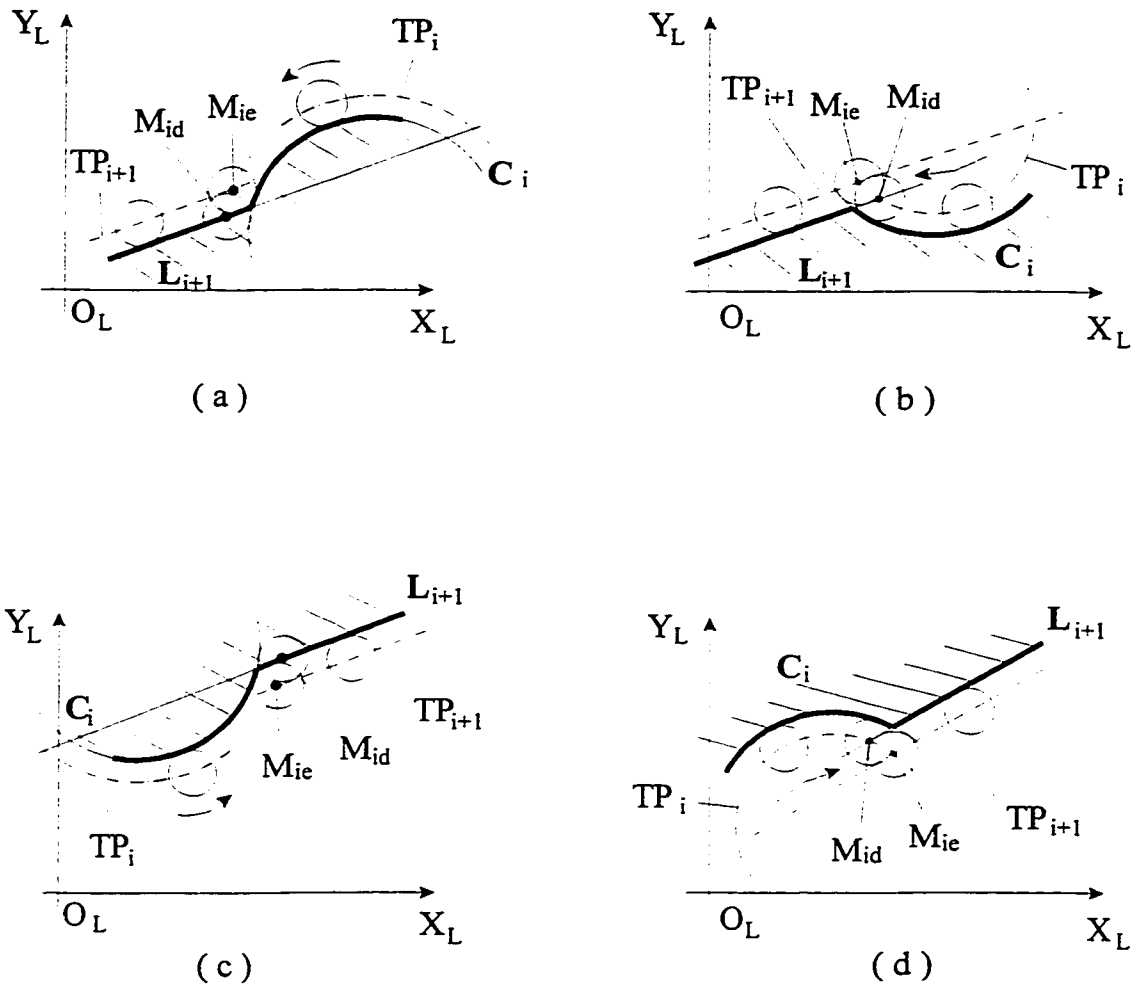 Y_L
TP_i
M_id
M_ie
TP_i+1
C_i
L_i+1
O_L
X_L
( a )
Y_L
TP_i+1
M_ie
M_id
TP_i
L_i+1
C_i
O_L
X_L
( b )
L_i+1
Y_L
C_i
TP_i+1
M_ie
M_id
TP_i
O_L
X_L
( c )
Y_L
L_i+1
C_i
TP_i
M_id
M_ie
TP_i+1
O_L
X_L
( d )